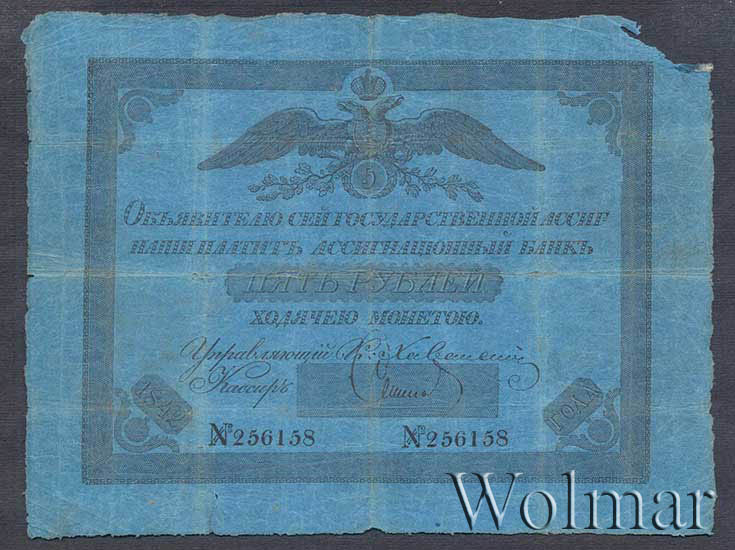 5
Объявителю сей государственной ассиг
нации платитъ Ассигнаціонный Банкъ
ПЯТЬ РУБЛЕЙ
ходячею монетою.
Управляющій
Кассиръ
1842 ГОДА
№256158 №256158
Wolmar